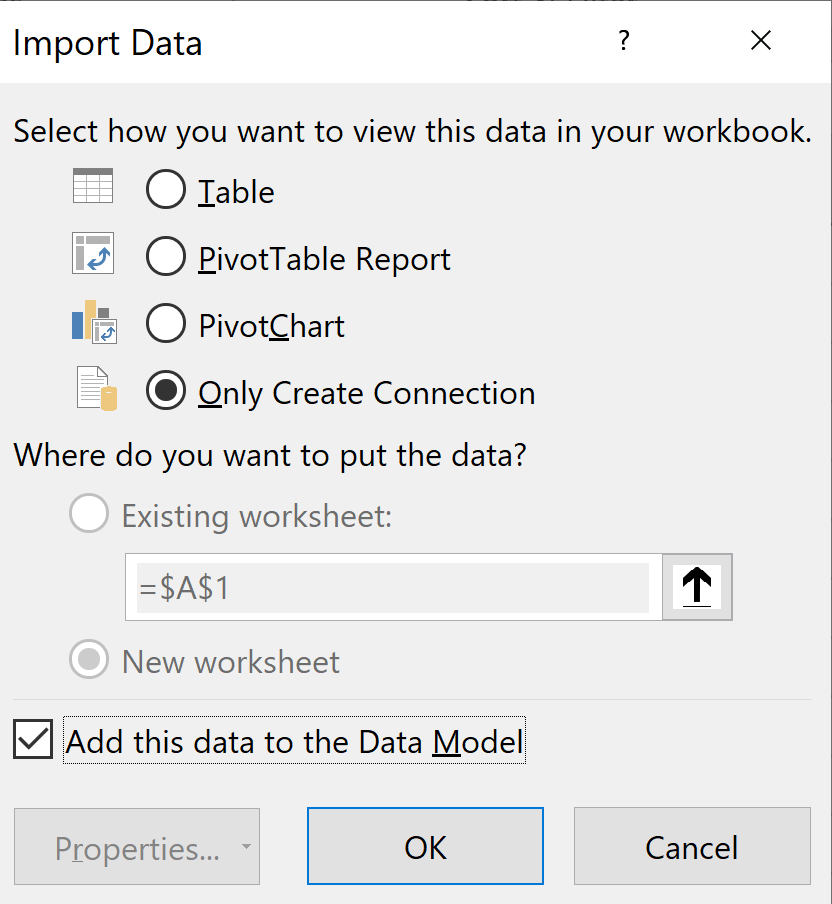 Import Data
?
Select how you want to view this data in your workbook.
Table
PivotTable Report
PivotChart
Only Create Connection
Where do you want to put the data?
Existing worksheet:
=$A$1
New worksheet
Add this data to the Data Model
Properties...
OK
Cancel